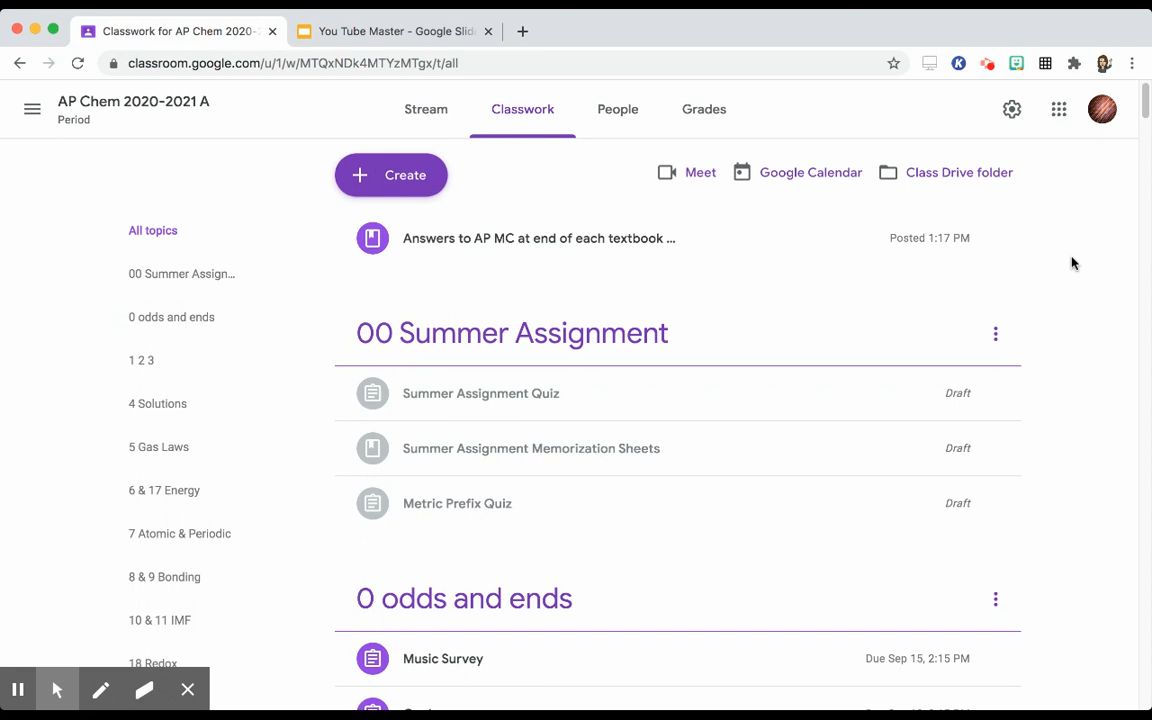 Classwork for AP Chem 2020-
You Tube Master - Google Slid
classroom.google.com/u/1/w/MTQxNDk4MTYzMTgx/t/all
AP Chem 2020-2021 A
Period
Stream
Classwork
People
Grades
Create
Meet
Google Calendar
Class Drive folder
All topics
00 Summer Assign...
0 odds and ends
1 2 3
4 Solutions
5 Gas Laws
6 & 17 Energy
7 Atomic & Periodic
8 & 9 Bonding
10 & 11 IMF
18 Redox
Answers to AP MC at end of each textbook ...
Posted 1:17 PM
00 Summer Assignment
Summer Assignment Quiz
Draft
Summer Assignment Memorization Sheets
Draft
Metric Prefix Quiz
Draft
0 odds and ends
Music Survey
Due Sep 15, 2:15 PM